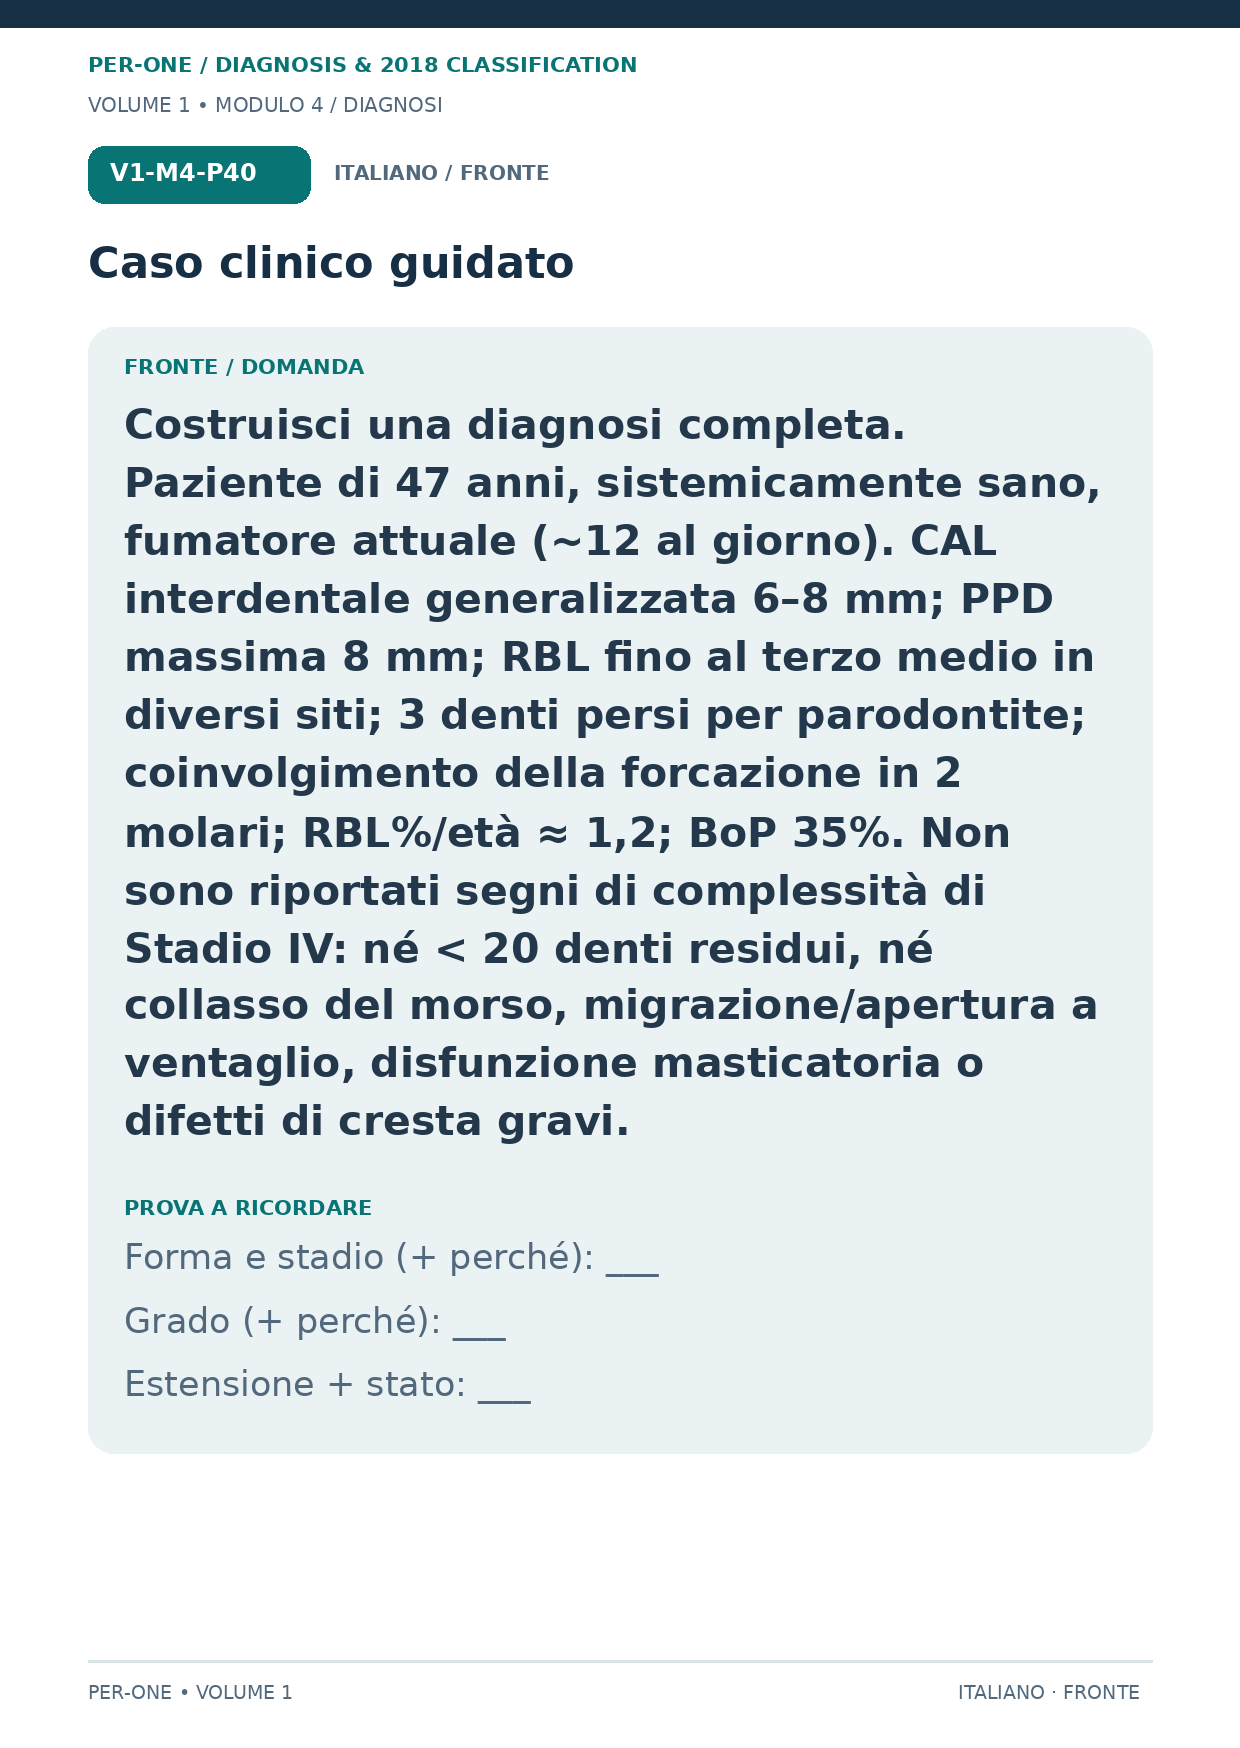 PER-ONE / DIAGNOSIS & 2018 CLASSIFICATION
VOLUME 1 • MODULO 4 / DIAGNOSI
V1-M4-P40
ITALIANO / FRONTE
Caso clinico guidato
FRONTE / DOMANDA
Costruisci una diagnosi completa.
Paziente di 47 anni, sistemicamente sano,
fumatore attuale (~12 al giorno). CAL
interdentale generalizzata 6–8 mm; PPD
massima 8 mm; RBL fino al terzo medio in
diversi siti; 3 denti persi per parodontite;
coinvolgimento della forcazione in 2
molari; RBL%/età ≈ 1,2; BoP 35%. Non
sono riportati segni di complessità di
Stadio IV: né < 20 denti residui, né
collasso del morso, migrazione/apertura a
ventaglio, disfunzione masticatoria o
difetti di cresta gravi.
PROVA A RICORDARE
Forma e stadio (+ perché): ___
Grado (+ perché): ___
Estensione + stato: ___
PER-ONE • VOLUME 1
ITALIANO · FRONTE